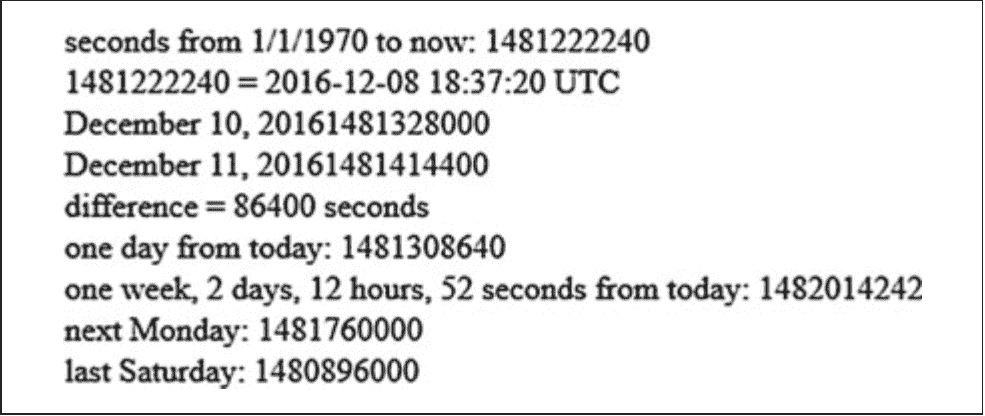 seconds from 1/1/1970 to now: 1481222240
1481222240 = 2016-12-08 18:37:20 UTC
December 10, 20161481328000
December 11, 20161481414400
difference = 86400 seconds
one day from today: 1481308640
one week, 2 days, 12 hours, 52 seconds from today: 1482014242
next Monday: 1481760000
last Saturday: 1480896000